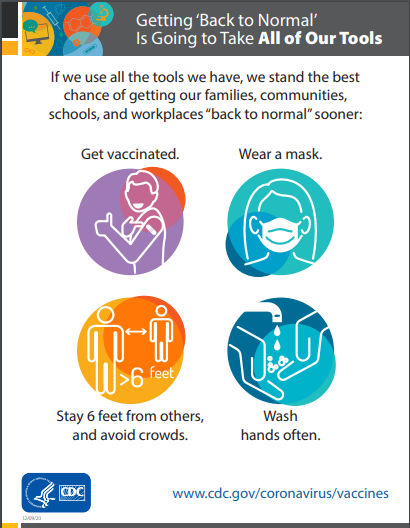 Getting ‘Back to Normal’
Is Going to Take All of Our Tools
If we use all the tools we have, we stand the best
chance of getting our families, communities,
schools, and workplaces “back to normal” sooner:
Get vaccinated.
Wear a mask.
>6 feet
Stay 6 feet from others,
and avoid crowds.
Wash
hands often.
CDC
www.cdc.gov/coronavirus/vaccines
12/09/20